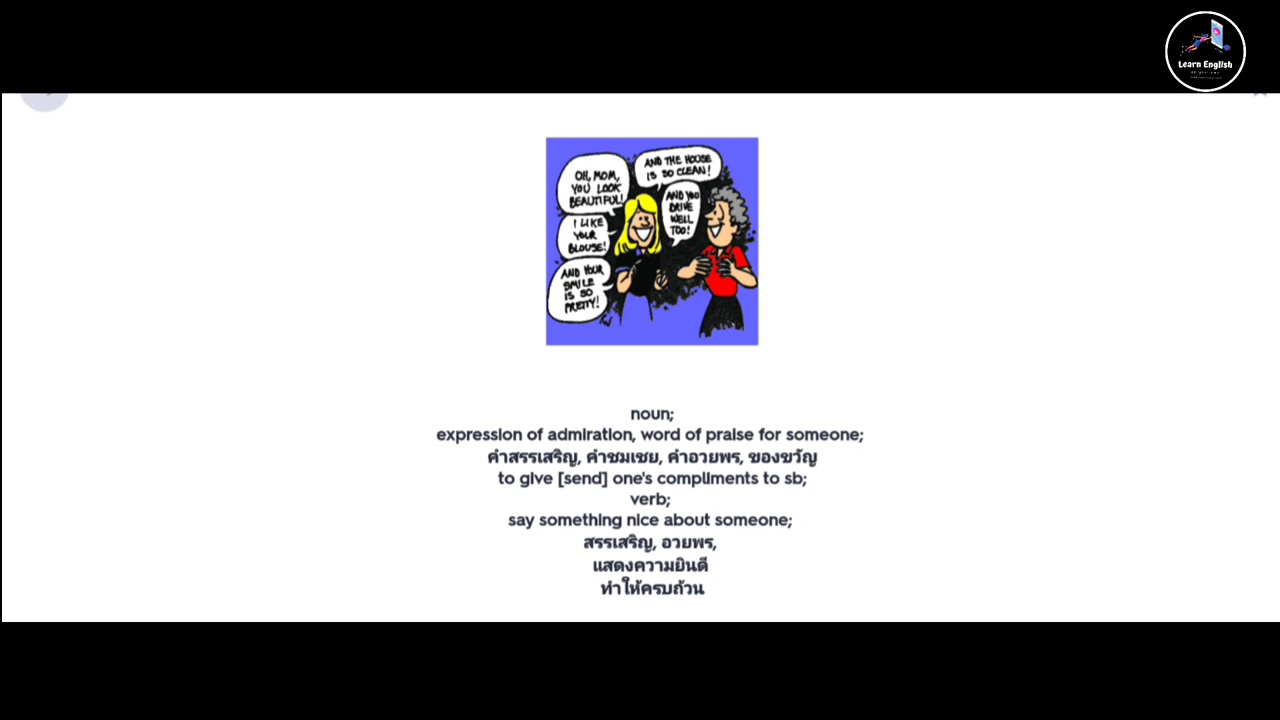 Learn English
OH, MOM,
YOU LOOK
BEAUTIFUL!
AND THE HOUSE
IS SO CLEAN!
I LIKE
YOUR
BLOUSE!
AND YOU
DRIVE
WELL
TOO!
AND YOUR
SMILE
IS SO
PRETTY!
noun;
expression of admiration, word of praise for someone;
คำสรรเสริญ, คำชมเชย, คำอวยพร, ของขวัญ
to give [send] one's compliments to sb;
verb;
say something nice about someone;
สรรเสริญ, อวยพร,
แสดงความยินดี
ทำให้ครบถ้วน